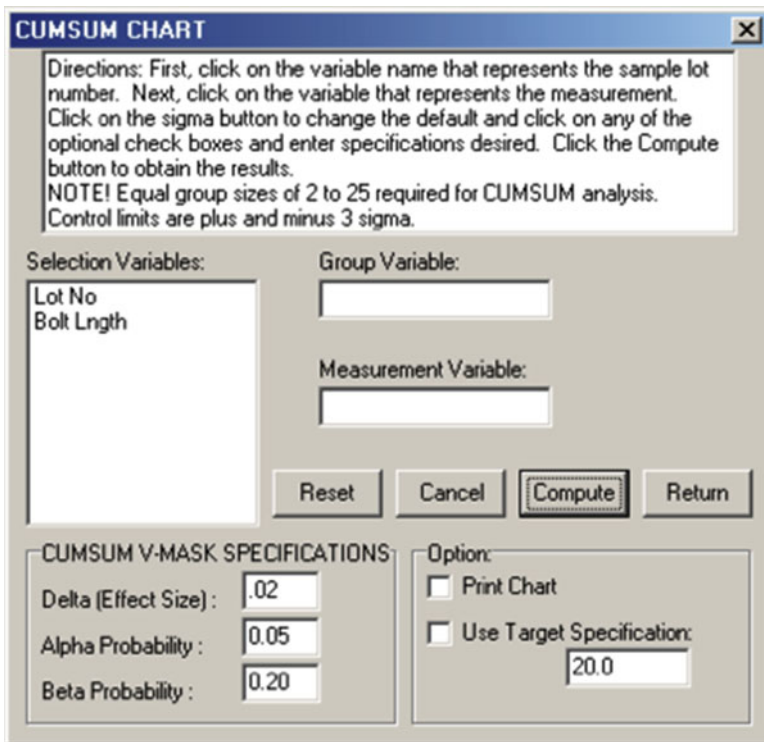 CUMSUM CHART
Directions: First, click on the variable name that represents the sample lot
number. Next, click on the variable that represents the measurement.
Click on the sigma button to change the default and click on any of the
optional check boxes and enter specifications desired. Click the Compute
button to obtain the results.
NOTE! Equal group sizes of 2 to 25 required for CUMSUM analysis.
Control limits are plus and minus 3 sigma.
Selection Variables:
Lot No
Bolt Lngth
Group Variable:
Measurement Variable:
Reset
Cancel
Compute
Return
CUMSUM V-MASK SPECIFICATIONS
Delta (Effect Size) : .02
Alpha Probability : 0.05
Beta Probability : 0.20
Option:
Print Chart
Use Target Specification:
20.0